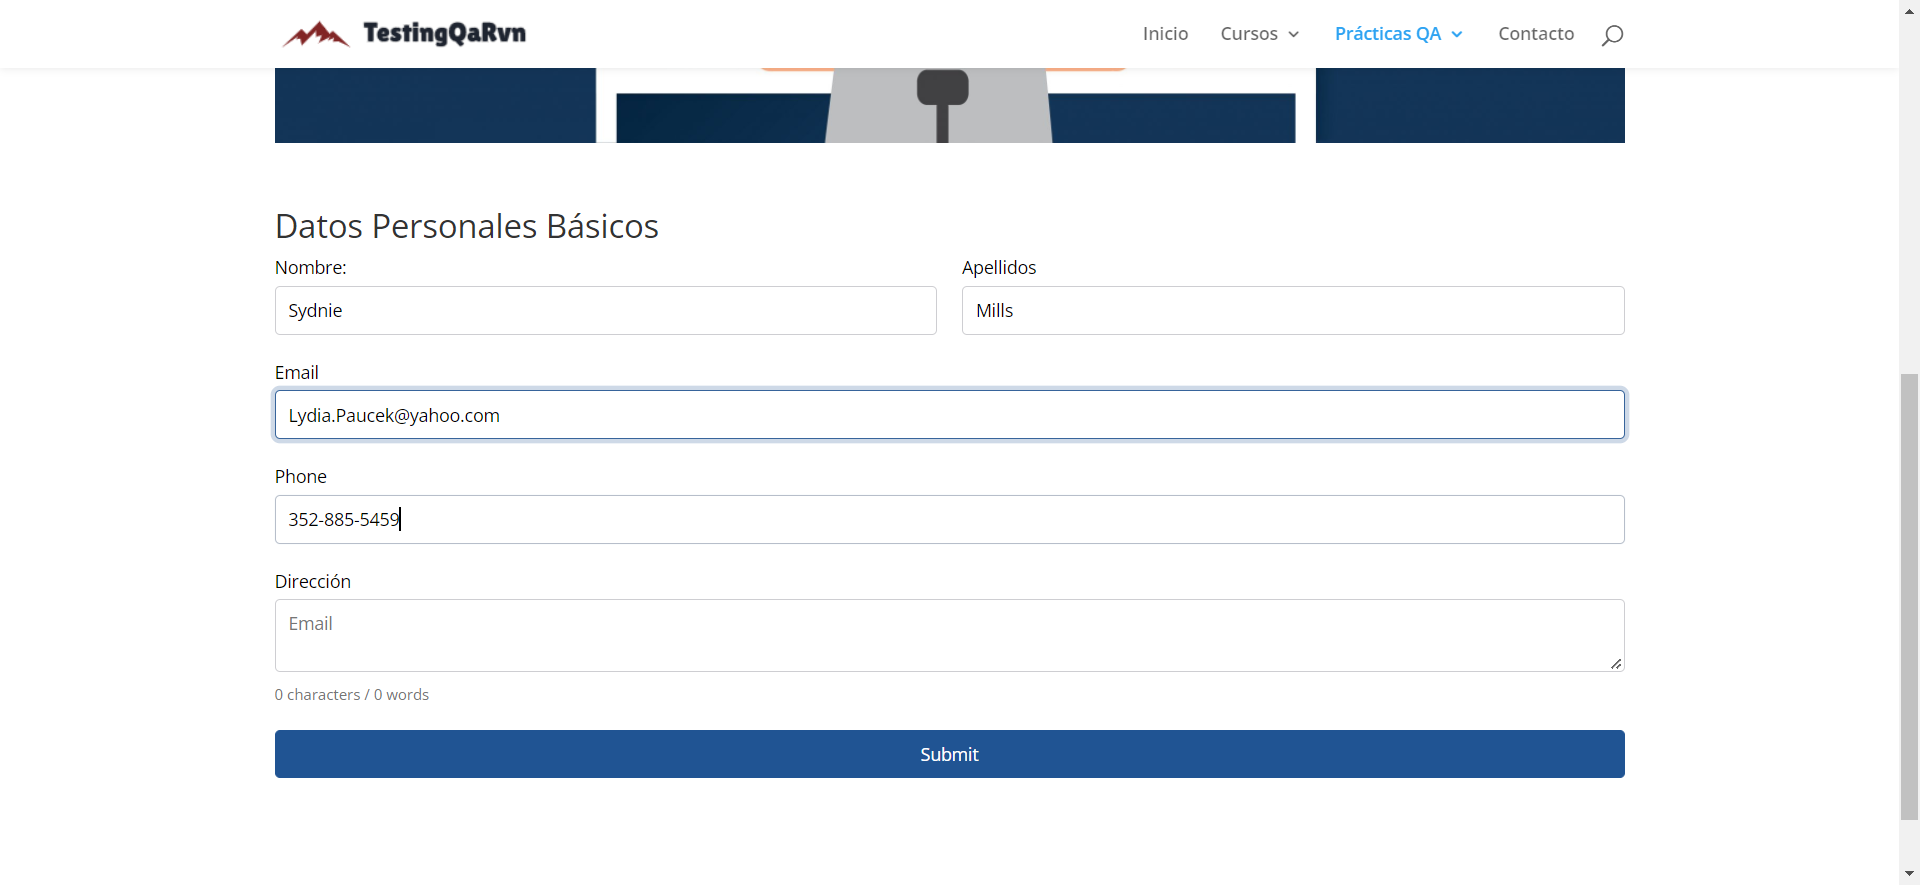 TestingQaRvn
Inicio Cursos Prácticas QA Contacto
Datos Personales Básicos
Nombre: Apellidos
Sydnie Mills
Email
Lydia.Paucek@yahoo.com
Phone
352-885-5459
Dirección
Email
0 characters / 0 words
Submit